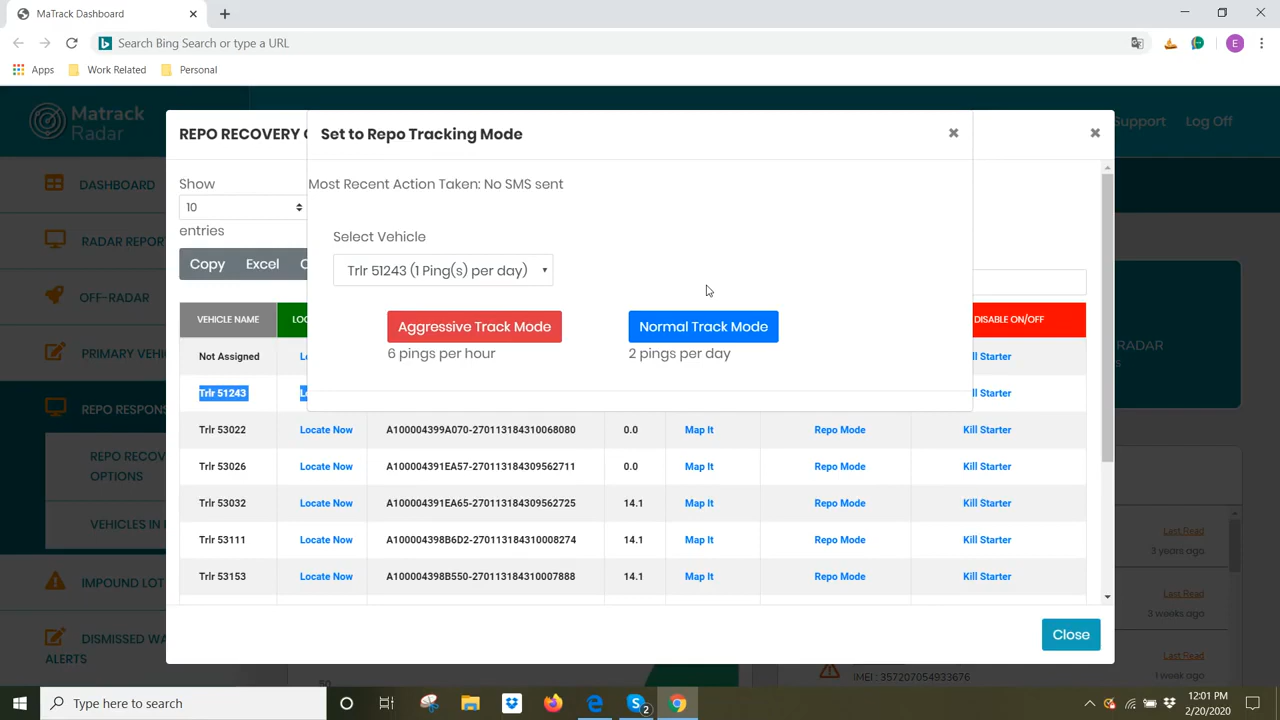 MaTrack Dashboard
Search Bing Search or type a URL
E
Apps
Work Related
Personal
Matrack
Radar
Support
Log Off
DASHBOARD
RADAR REPOR
OFF-RADAR
PRIMARY VEHI
REPO RESPONS
REPO RECOV
OPTIONS
VEHICLES IN
IMPOUND LOT
DISMISSED WA
ALERTS
REPO RECOVERY
Set to Repo Tracking Mode
Most Recent Action Taken: No SMS sent
Select Vehicle
Trlr 51243 (1 Ping(s) per day)
Aggressive Track Mode
6 pings per hour
Normal Track Mode
2 pings per day
Show
10
entries
Copy
Excel
VEHICLE NAME
DISABLE ON/OFF
Not Assigned
Kill Starter
Trlr 51243
Kill Starter
Trlr 53022 Locate Now A100004399A070-270113184310068080 0.0 Map It Repo Mode Kill Starter
Trlr 53026 Locate Now A100004391EA57-270113184309562711 0.0 Map It Repo Mode Kill Starter
Trlr 53032 Locate Now A100004391EA65-270113184309562725 14.1 Map It Repo Mode Kill Starter
Trlr 53111 Locate Now A100004398B6D2-270113184310008274 14.1 Map It Repo Mode Kill Starter
Trlr 53153 Locate Now A100004398B550-270113184310007888 14.1 Map It Repo Mode Kill Starter
Close
RADAR
Last Read
3 years ago
Last Read
3 weeks ago
Last Read
1 week ago
IMEI : 357207054933676
$0
Type here to search
2
12:01 PM
2/20/2020